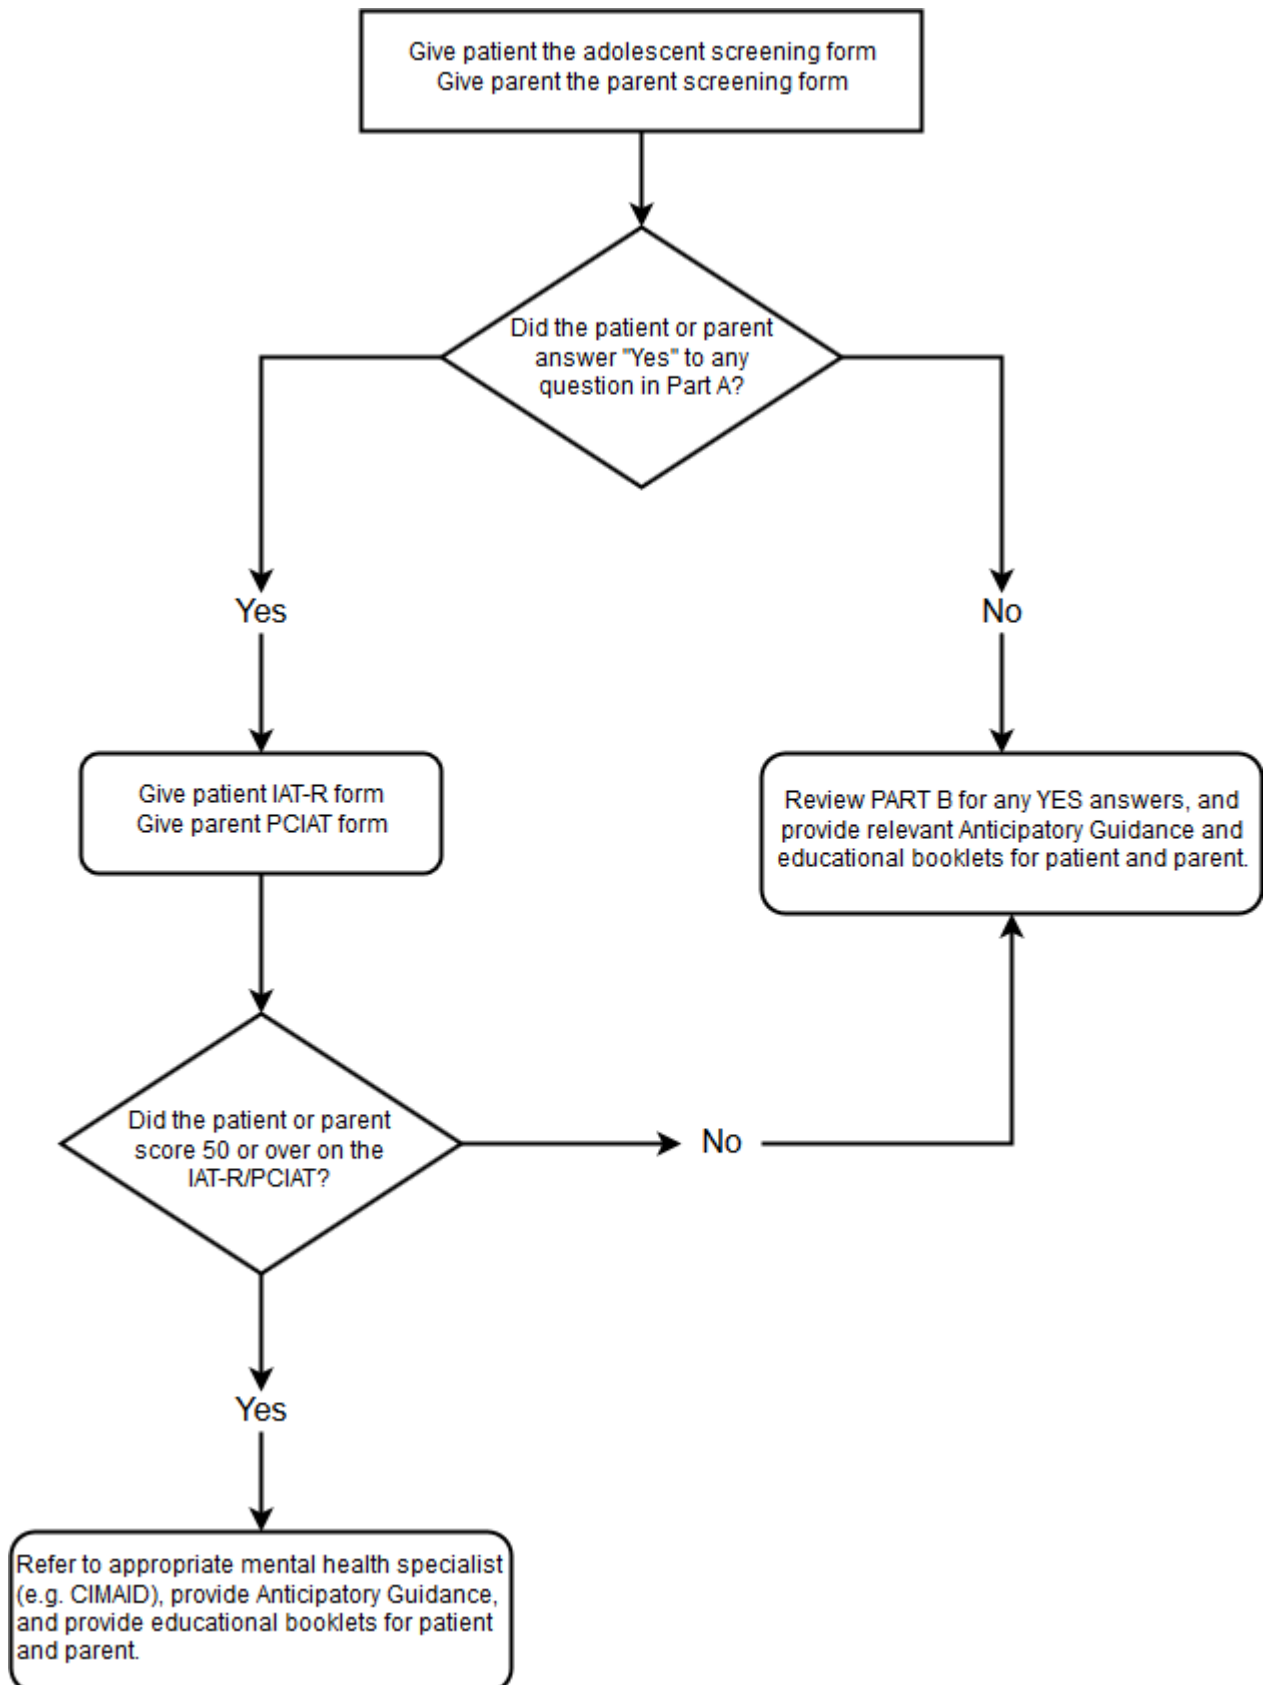 Give patient the adolescent screening form
Give parent the parent screening form
Did the patient or parent
answer "Yes" to any
question in Part A?
Yes
No
Give patient IAT-R form
Give parent PCIAT form
Review PART B for any YES answers, and
provide relevant Anticipatory Guidance and
educational booklets for patient and parent.
Did the patient or parent
score 50 or over on the
IAT-R/PCIAT?
No
Yes
Refer to appropriate mental health specialist
(e.g. CIMAID), provide Anticipatory Guidance,
and provide educational booklets for patient
and parent.